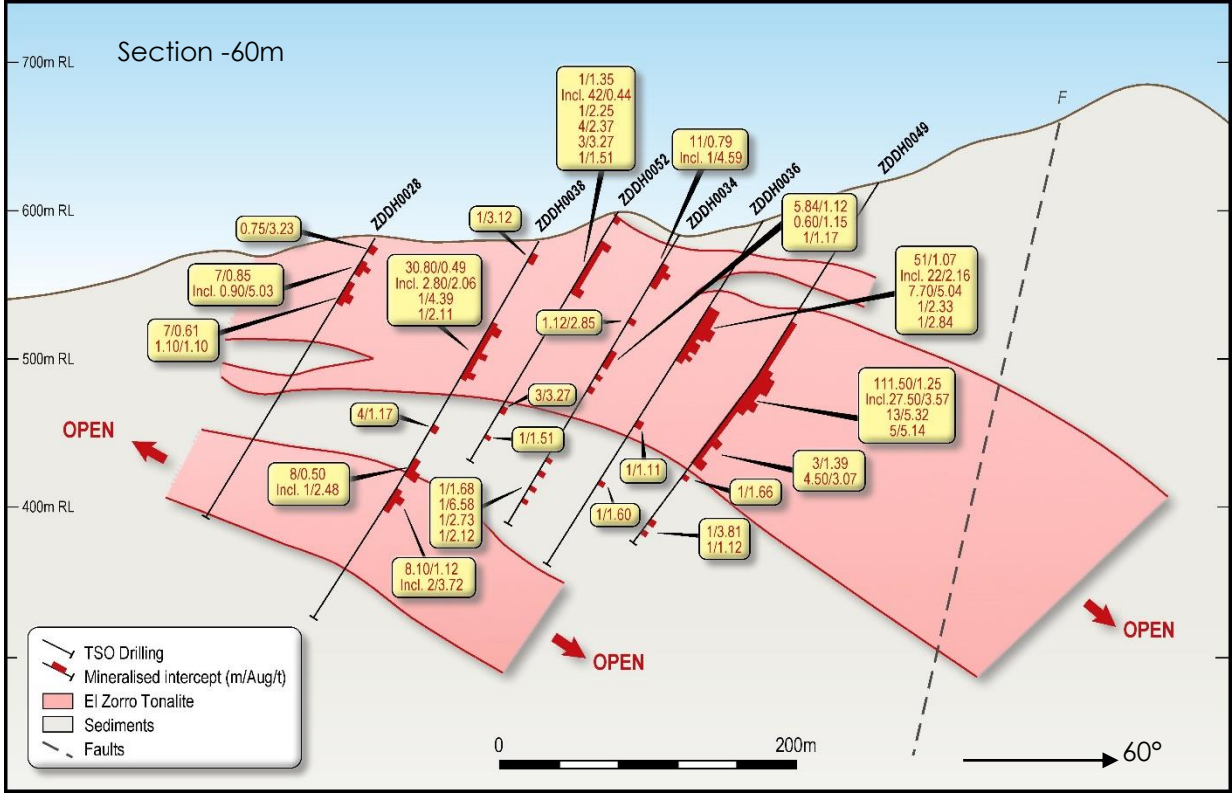 Section -60m
700m RL
600m RL
500m RL
400m RL
ZDDH0028
ZDDH0038
ZDDH0052
ZDDH0034
ZDDH0036
ZDDH0049
F
1/1.35
Incl. 42/0.44
1/2.25
4/2.37
3/3.27
1/1.51
11/0.79
Incl. 1/4.59
0.75/3.23
1/3.12
5.84/1.12
0.60/1.15
1/1.17
7/0.85
Incl. 0.90/5.03
30.80/0.49
Incl. 2.80/2.06
1/4.39
1/2.11
51/1.07
Incl. 22/2.16
7.70/5.04
1/2.33
1/2.84
7/0.61
1.10/1.10
1.12/2.85
111.50/1.25
Incl.27.50/3.57
13/5.32
5/5.14
3/3.27
4/1.17
1/1.51
OPEN
1/1.11
3/1.39
4.50/3.07
8/0.50
Incl. 1/2.48
1/1.68
1/6.58
1/2.73
1/2.12
1/1.60
1/1.66
1/3.81
1/1.12
8.10/1.12
Incl. 2/3.72
OPEN
OPEN
TSO Drilling
Mineralised intercept (m/Aug/t)
El Zorro Tonalite
Sediments
Faults
0
200m
60°